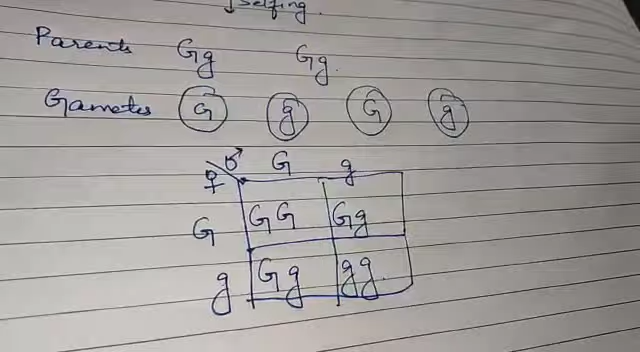 selfing.
Parents Gg Gg.
Gametes G g G g
♀ ♂ G g
G GG Gg
g Gg gg.